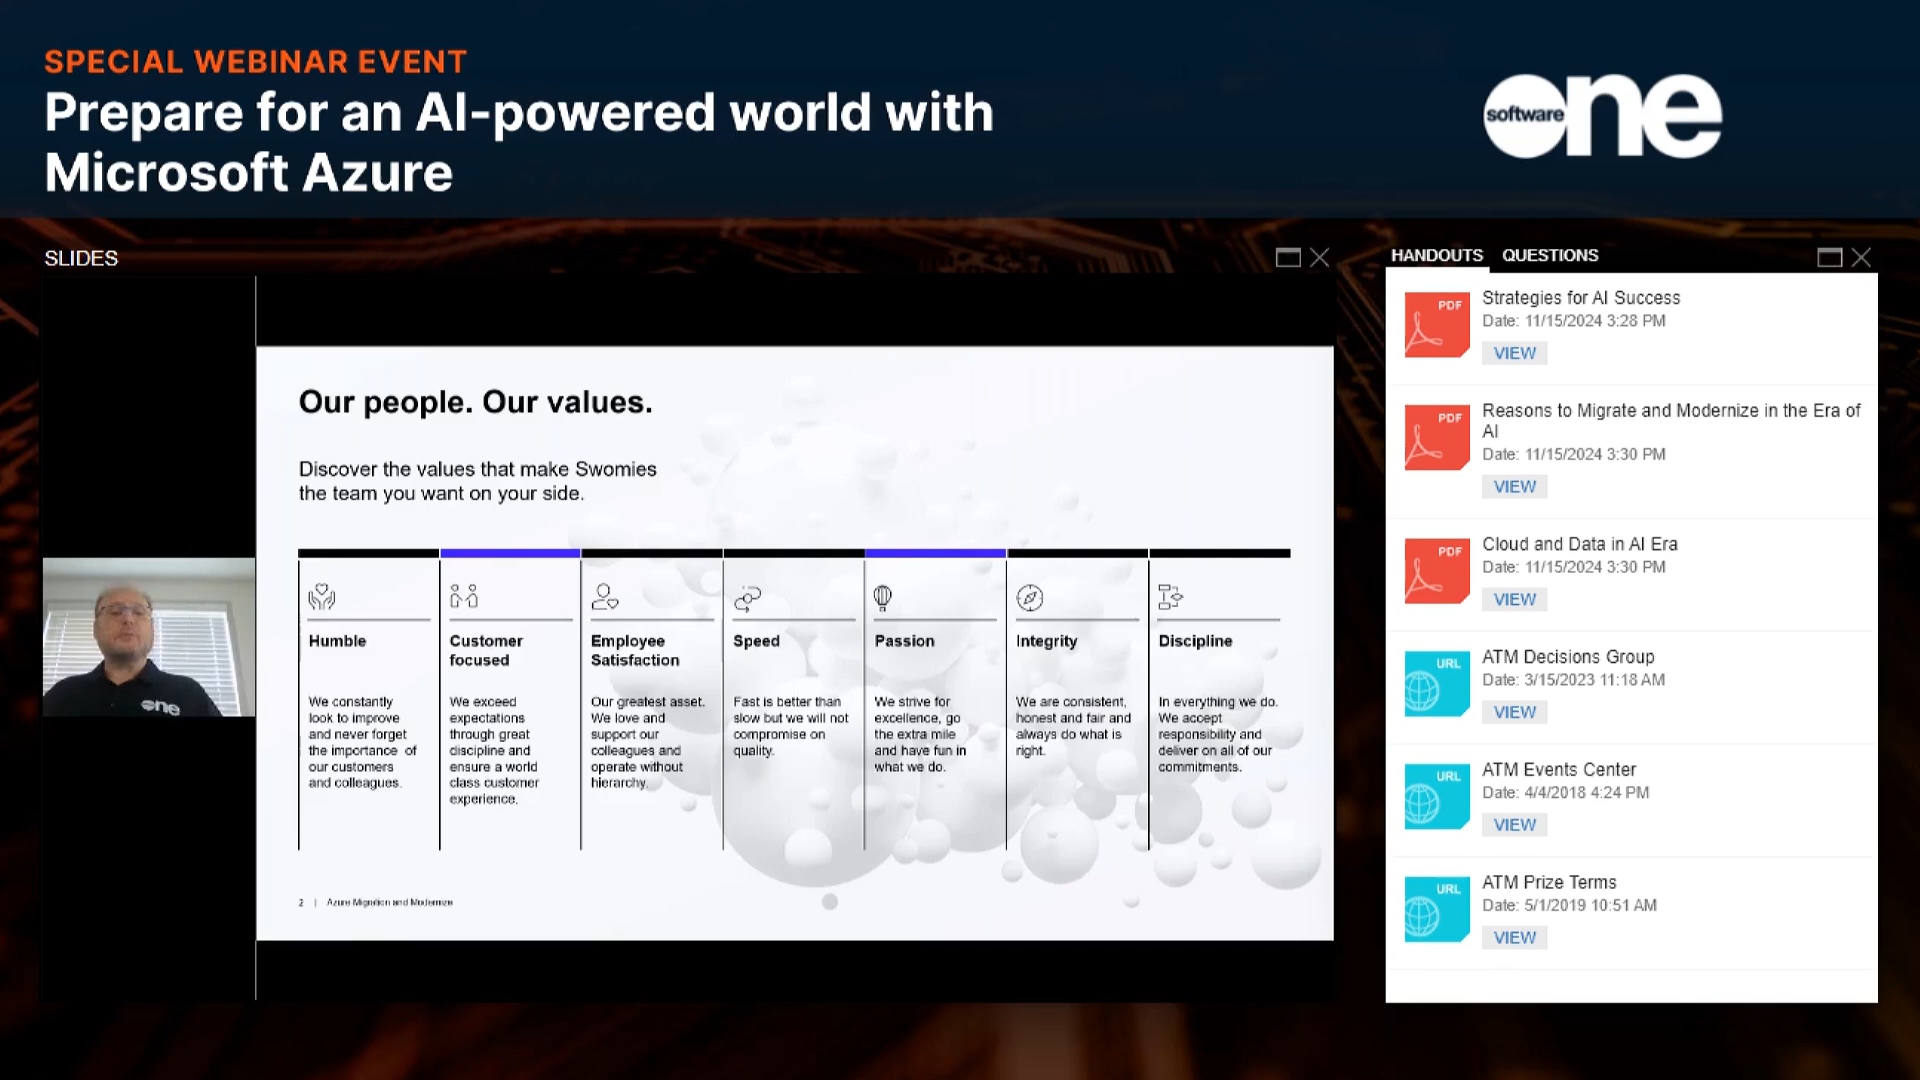 SPECIAL WEBINAR EVENT
Prepare for an AI-powered world with
Microsoft Azure
software one
SLIDES
Our people. Our values.
Discover the values that make Swomies
the team you want on your side.
Humble
We constantly
look to improve
and never forget
the importance of
our customers
and colleagues.
Customer
focused
We exceed
expectations
through great
discipline and
ensure a world
class customer
experience.
Employee
Satisfaction
Our greatest asset.
We love and
support our
colleagues and
operate without
hierarchy.
Speed
Fast is better than
slow but we will not
compromise on
quality.
Passion
We strive for
excellence, go
the extra mile
and have fun in
what we do.
Integrity
We are consistent,
honest and fair and
always do what is
right.
Discipline
In everything we do.
We accept
responsibility and
deliver on all of our
commitments.
2 | Azure Migration and Modernize
one
HANDOUTS QUESTIONS
PDF
Strategies for AI Success
Date: 11/15/2024 3:28 PM
VIEW
PDF
Reasons to Migrate and Modernize in the Era of
AI
Date: 11/15/2024 3:30 PM
VIEW
PDF
Cloud and Data in AI Era
Date: 11/15/2024 3:30 PM
VIEW
URL
ATM Decisions Group
Date: 3/15/2023 11:18 AM
VIEW
URL
ATM Events Center
Date: 4/4/2018 4:24 PM
VIEW
URL
ATM Prize Terms
Date: 5/1/2019 10:51 AM
VIEW